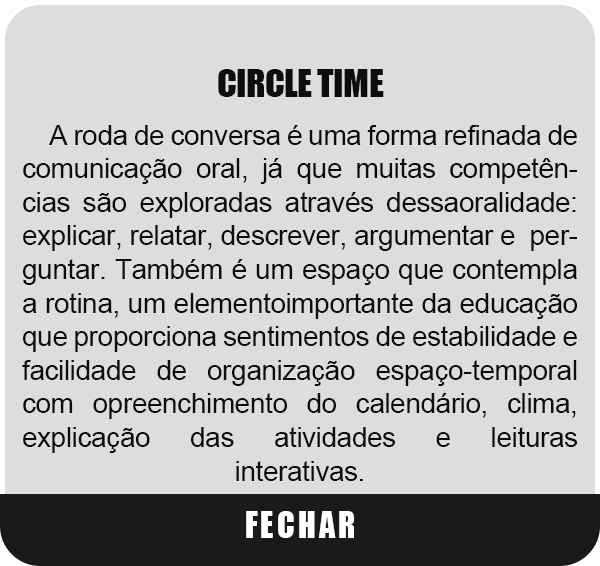 CIRCLE TIME
A roda de conversa é uma forma refinada de
comunicação oral, já que muitas competên-
cias são exploradas através dessaoralidade:
explicar, relatar, descrever, argumentar e per-
guntar. Também é um espaço que contempla
a rotina, um elementoimportante da educação
que proporciona sentimentos de estabilidade e
facilidade de organização espaço-temporal
com opreenchimento do calendário, clima,
explicação das atividades e leituras
interativas.
FECHAR